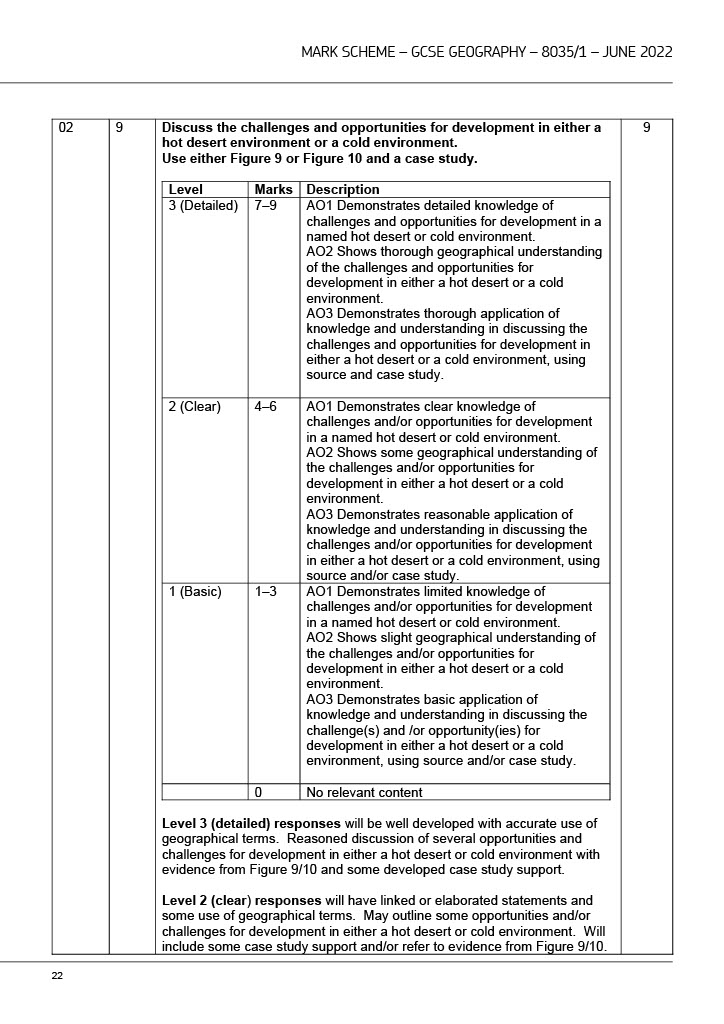 MARK SCHEME – GCSE GEOGRAPHY – 8035/1 – JUNE 2022
02 9 Discuss the challenges and opportunities for development in either a 9
hot desert environment or a cold environment.
Use either Figure 9 or Figure 10 and a case study.
Level Marks Description
3 (Detailed) 7–9 AO1 Demonstrates detailed knowledge of
challenges and opportunities for development in a
named hot desert or cold environment.
AO2 Shows thorough geographical understanding
of the challenges and opportunities for
development in either a hot desert or a cold
environment.
AO3 Demonstrates thorough application of
knowledge and understanding in discussing the
challenges and opportunities for development in
either a hot desert or a cold environment, using
source and case study.
2 (Clear) 4–6 AO1 Demonstrates clear knowledge of
challenges and/or opportunities for development
in a named hot desert or cold environment.
AO2 Shows some geographical understanding of
the challenges and/or opportunities for
development in either a hot desert or a cold
environment.
AO3 Demonstrates reasonable application of
knowledge and understanding in discussing the
challenges and/or opportunities for development
in either a hot desert or a cold environment, using
source and/or case study.
1 (Basic) 1–3 AO1 Demonstrates limited knowledge of
challenges and/or opportunities for development
in a named hot desert or cold environment.
AO2 Shows slight geographical understanding of
the challenges and/or opportunities for
development in either a hot desert or a cold
environment.
AO3 Demonstrates basic application of
knowledge and understanding in discussing the
challenge(s) and /or opportunity(ies) for
development in either a hot desert or a cold
environment, using source and/or case study.
0 No relevant content
Level 3 (detailed) responses will be well developed with accurate use of
geographical terms. Reasoned discussion of several opportunities and
challenges for development in either a hot desert or cold environment with
evidence from Figure 9/10 and some developed case study support.
Level 2 (clear) responses will have linked or elaborated statements and
some use of geographical terms. May outline some opportunities and/or
challenges for development in either a hot desert or cold environment. Will
include some case study support and/or refer to evidence from Figure 9/10.
22